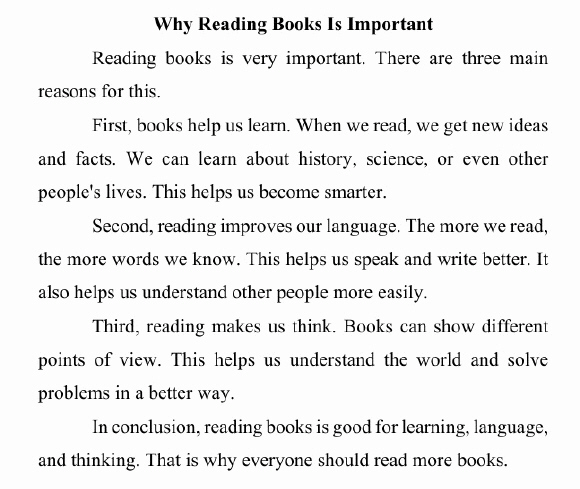 Why Reading Books Is Important
Reading books is very important. There are three main
reasons for this.
First, books help us learn. When we read, we get new ideas
and facts. We can learn about history, science, or even other
people's lives. This helps us become smarter.
Second, reading improves our language. The more we read,
the more words we know. This helps us speak and write better. It
also helps us understand other people more easily.
Third, reading makes us think. Books can show different
points of view. This helps us understand the world and solve
problems in a better way.
In conclusion, reading books is good for learning, language,
and thinking. That is why everyone should read more books.